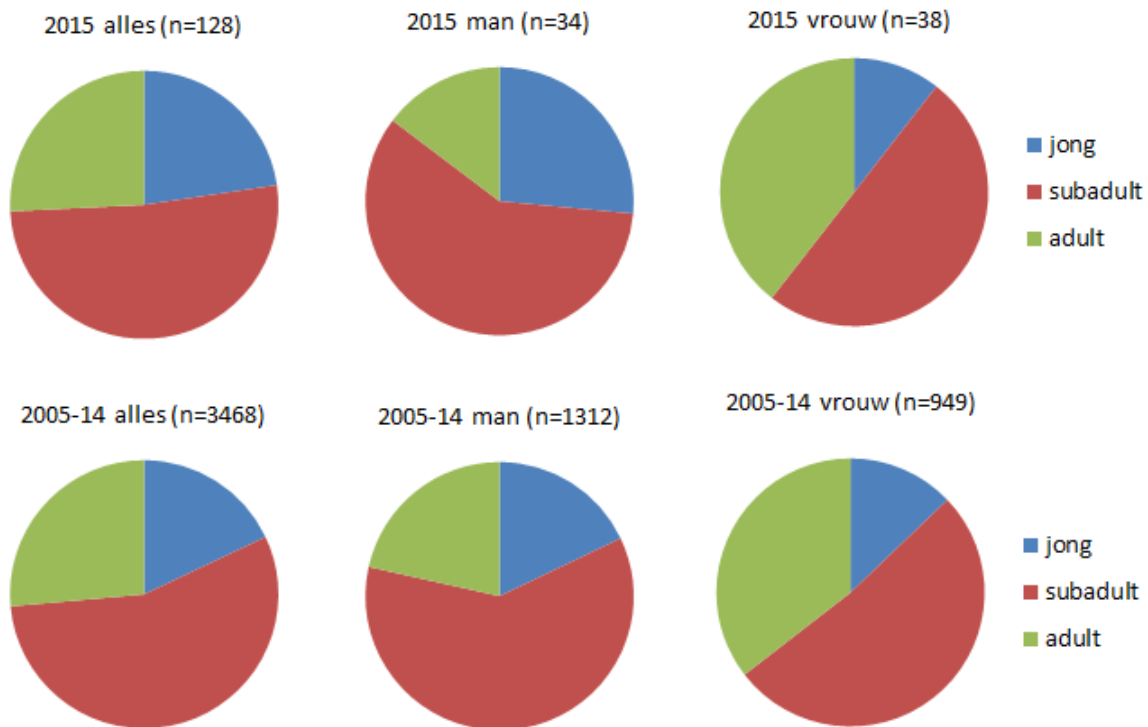 2015 alles (n=128)
2015 man (n=34)
2015 vrouw (n=38)
jong
subadult
adult
2005-14 alles (n=3468)
2005-14 man (n=1312)
2005-14 vrouw (n=949)
jong
subadult
adult